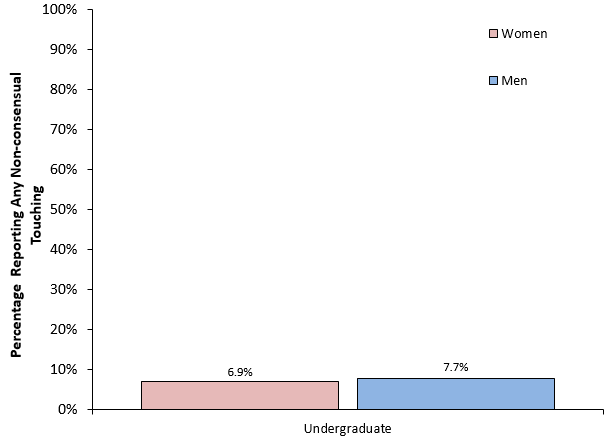 100%
90%
80%
70%
60%
50%
40%
30%
20%
10%
0%
Percentage Reporting Any Non-consensual
Touching
Women
Men
6.9%
7.7%
Undergraduate